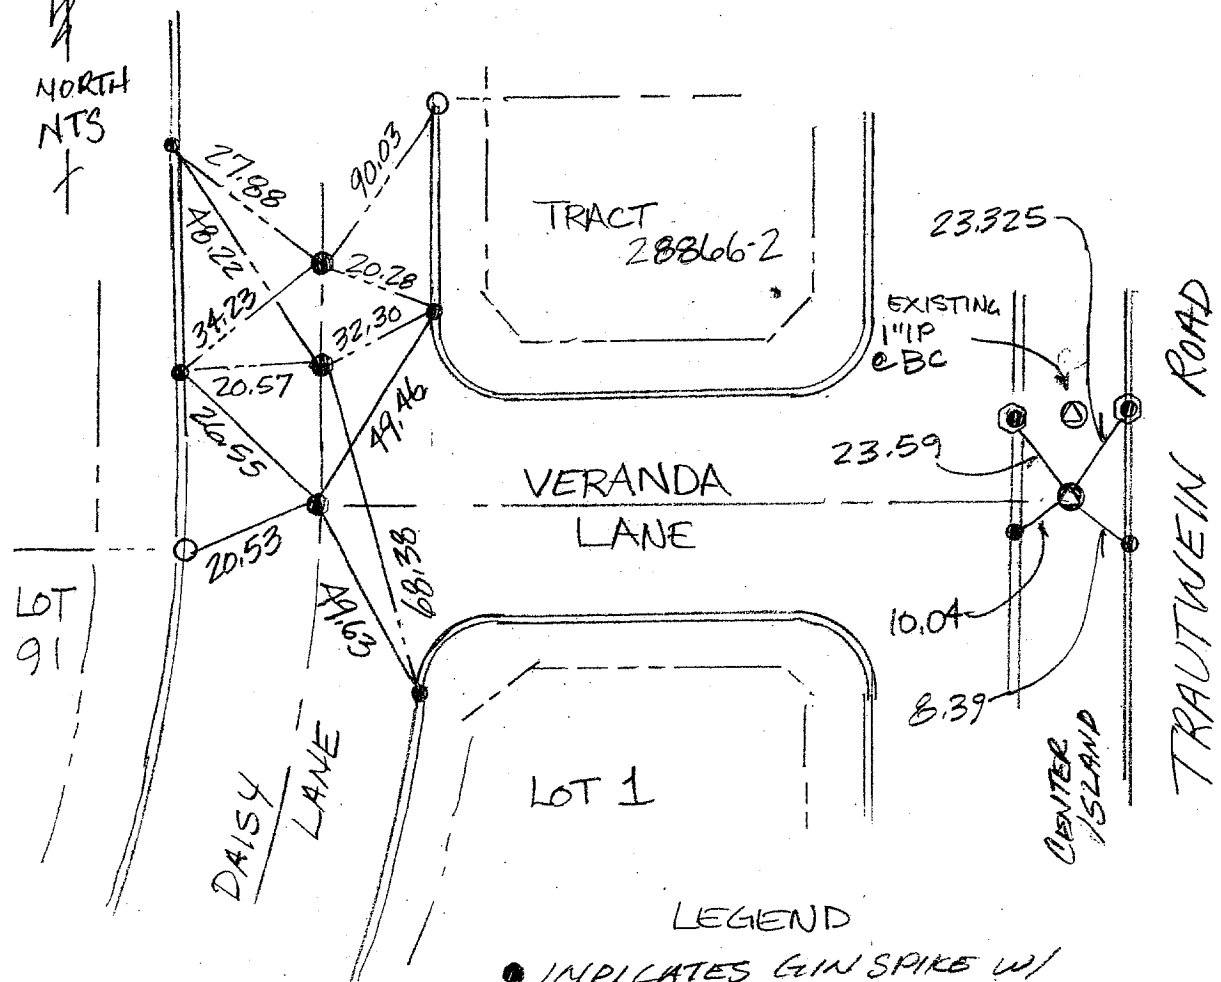 NORTH
NTS
27.88
90.03
48.22
20.28
34.23
32.30
20.57
26.55
49.46
20.53
49.63
68.38
TRACT
28866-2
23.325
EXISTING
1"IP
@ BC
23.59
VERANDA
LANE
10.04
8.39
TRAUTWEIN ROAD
CENTER
ISLAND
LOT
91
DAISY
LANE
LOT 1
LEGEND
INDICATES GIN SPIKE W/